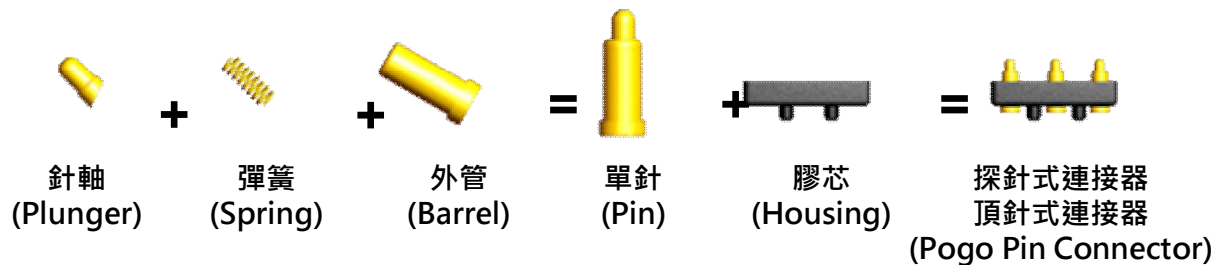 + + = + =
針軸 彈簧 外管 單針 膠芯 探針式連接器
(Plunger) (Spring) (Barrel) (Pin) (Housing) 頂針式連接器
(Pogo Pin Connector)